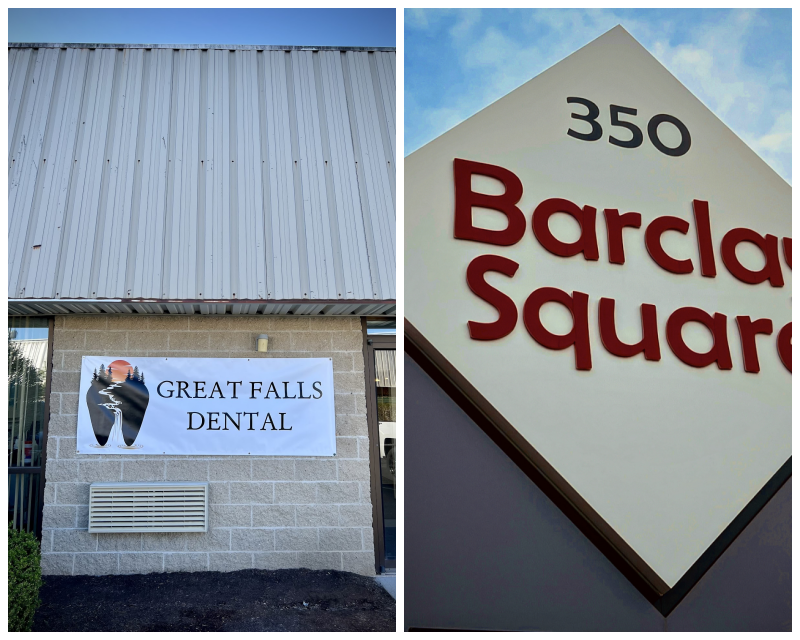 GREAT FALLS
DENTAL
350
Barclay
Square